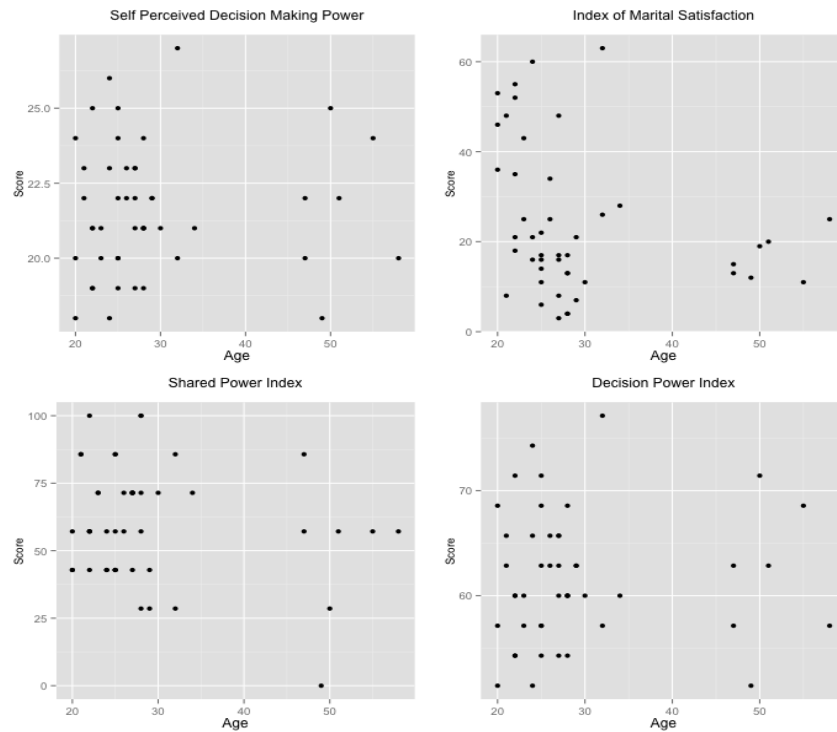 Self Perceived Decision Making Power
25.0
22.5
20.0
Score
20 30 40 50
Age
Index of Marital Satisfaction
60
40
20
0
Score
20 30 40 50
Age
Shared Power Index
100
75
50
25
0
Score
20 30 40 50
Age
Decision Power Index
70
60
Score
20 30 40 50
Age